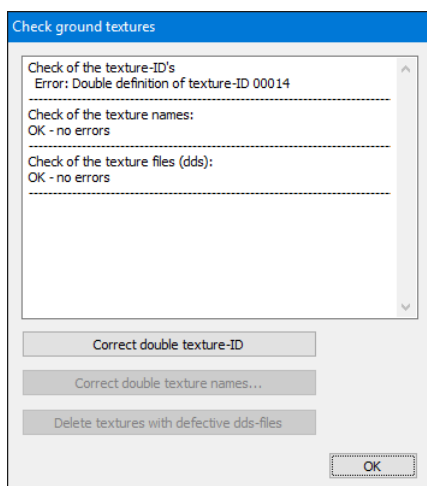 Check ground textures
Check of the texture-ID's
Error: Double definition of texture-ID 00014
Check of the texture names:
OK - no errors
Check of the texture files (dds):
OK - no errors
Correct double texture-ID
Correct double texture names...
Delete textures with defective dds-files
OK